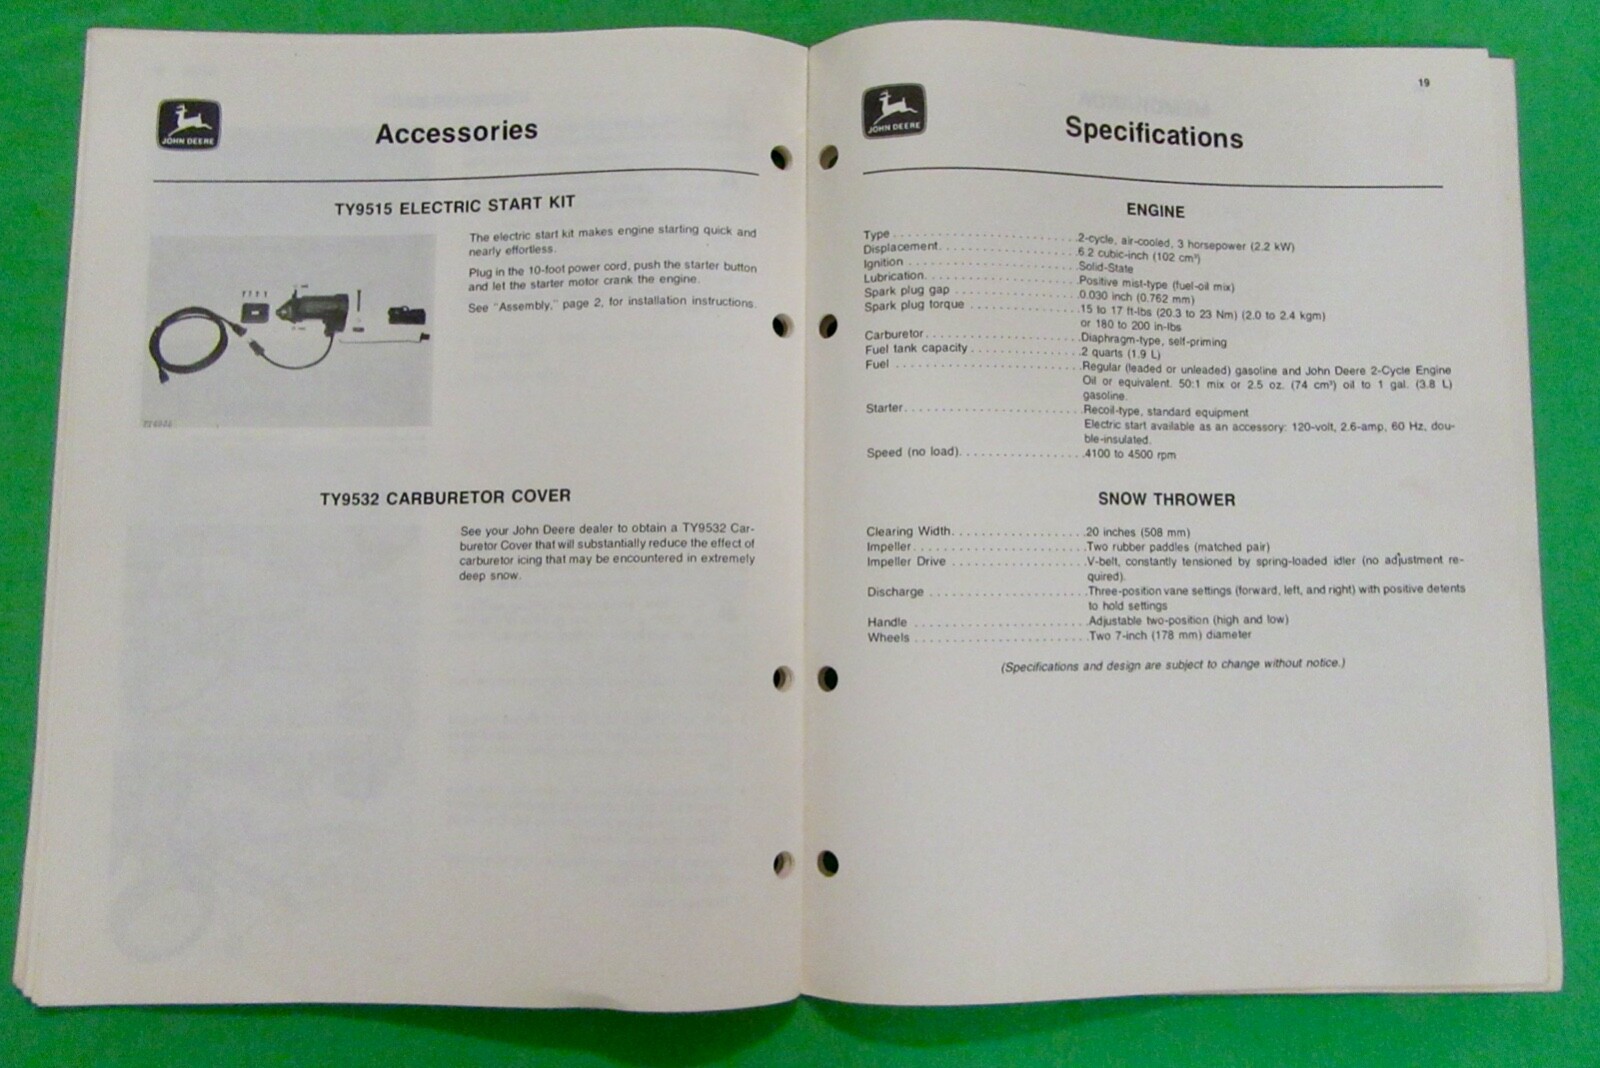 JOHN DEERE
Accessories
TY9515 ELECTRIC START KIT
The electric start kit makes engine starting quick and
nearly effortless.
Plug in the 10-foot power cord, push the starter button
and let the starter motor crank the engine.
See "Assembly," page 2, for installation instructions.
TY9532 CARBURETOR COVER
See your John Deere dealer to obtain a TY9532 Car-
buretor Cover that will substantially reduce the effect of
carburetor icing that may be encountered in extremely
deep snow.
19
JOHN DEERE
Specifications
ENGINE
Type . . . . . . . . . . . . . . . . . . . . . . . . .2-cycle, air-cooled, 3 horsepower (2.2 kW)
Displacement. . . . . . . . . . . . . . . . . . .6.2 cubic-inch (102 cm³)
Ignition . . . . . . . . . . . . . . . . . . . . . . .Solid-State
Lubrication. . . . . . . . . . . . . . . . . . . . .Positive mist-type (fuel-oil mix)
Spark plug gap . . . . . . . . . . . . . . . . .0.030 inch (0.762 mm)
Spark plug torque . . . . . . . . . . . . . . .15 to 17 ft-lbs (20.3 to 23 Nm) (2.0 to 2.4 kgm)
or 180 to 200 in-lbs
Carburetor. . . . . . . . . . . . . . . . . . . . .Diaphragm-type, self-priming
Fuel tank capacity . . . . . . . . . . . . . . .2 quarts (1.9 L)
Fuel . . . . . . . . . . . . . . . . . . . . . . . . .Regular (leaded or unleaded) gasoline and John Deere 2-Cycle Engine
Oil or equivalent. 50:1 mix or 2.5 oz. (74 cm³) oil to 1 gal. (3.8 L)
gasoline.
Starter. . . . . . . . . . . . . . . . . . . . . . . .Recoil-type, standard equipment
Electric start available as an accessory: 120-volt, 2.6-amp, 60 Hz, dou-
ble-insulated.
Speed (no load). . . . . . . . . . . . . . . . .4100 to 4500 rpm
SNOW THROWER
Clearing Width. . . . . . . . . . . . . . . . . .20 inches (508 mm)
Impeller. . . . . . . . . . . . . . . . . . . . . . .Two rubber paddles (matched pair)
Impeller Drive . . . . . . . . . . . . . . . . . .V-belt, constantly tensioned by spring-loaded idler (no adjustment re-
quired).
Discharge . . . . . . . . . . . . . . . . . . . . .Three-position vane settings (forward, left, and right) with positive detents
to hold settings
Handle . . . . . . . . . . . . . . . . . . . . . . .Adjustable two-position (high and low)
Wheels . . . . . . . . . . . . . . . . . . . . . . .Two 7-inch (178 mm) diameter
(Specifications and design are subject to change without notice.)